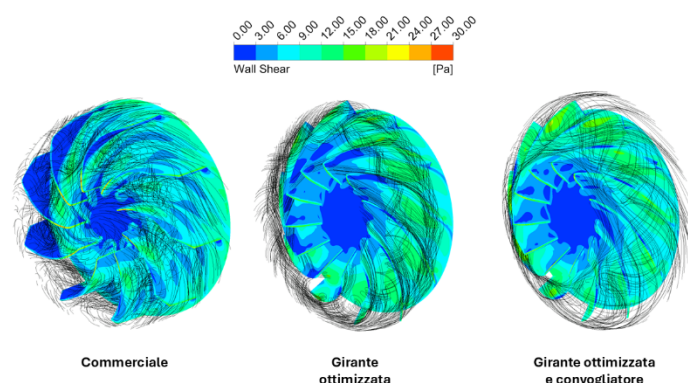 0.00 3.00 6.00 9.00 12.00 15.00 18.00 21.00 24.00 27.00 30.00
Wall Shear [Pa]
Commerciale
Girante
ottimizzata
Girante ottimizzata
e convogliatore